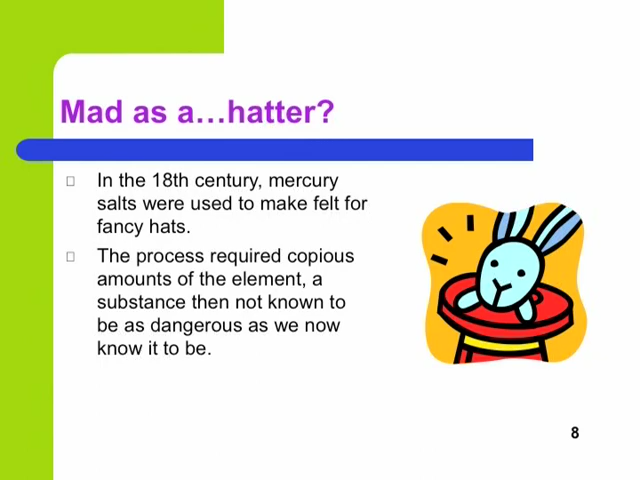 Mad as a…hatter?
In the 18th century, mercury
salts were used to make felt for
fancy hats.
The process required copious
amounts of the element, a
substance then not known to
be as dangerous as we now
know it to be.
8